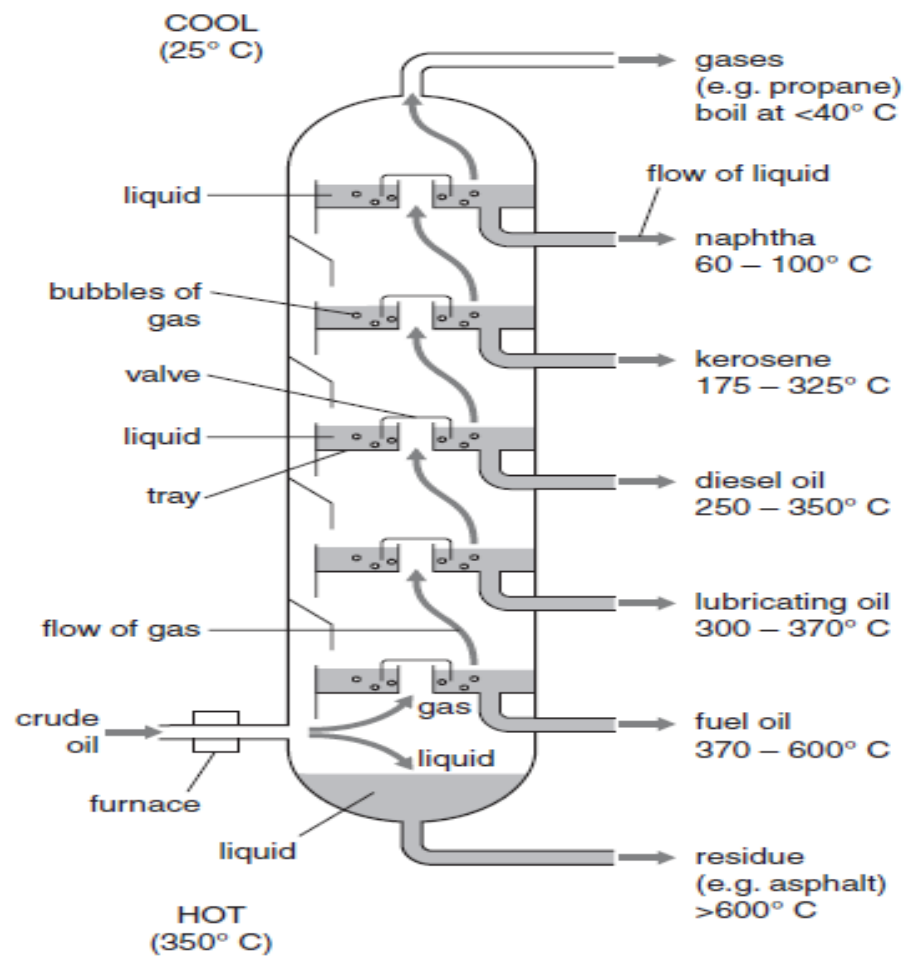 COOL
(25° C)
gases
(e.g. propane)
boil at <40° C
flow of liquid
liquid
naphtha
60 – 100° C
bubbles of
gas
kerosene
175 – 325° C
valve
liquid
tray
diesel oil
250 – 350° C
lubricating oil
300 – 370° C
flow of gas
gas
crude
oil
fuel oil
370 – 600° C
liquid
furnace
liquid
residue
(e.g. asphalt)
>600° C
HOT
(350° C)